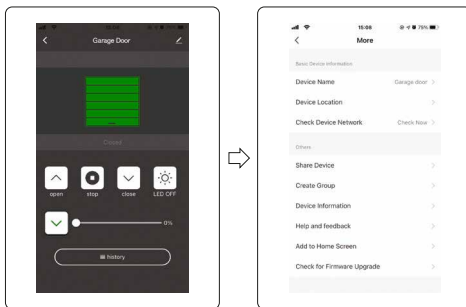 Garage Door
Closed
open
stop
close
LED OFF
0%
history
15:08
75%
More
Basic Device Information
Device Name
Garage door
Device Location
Check Device Network
Check Now
Others
Share Device
Create Group
Device Information
Help and feedback
Add to Home Screen
Check for Firmware Upgrade